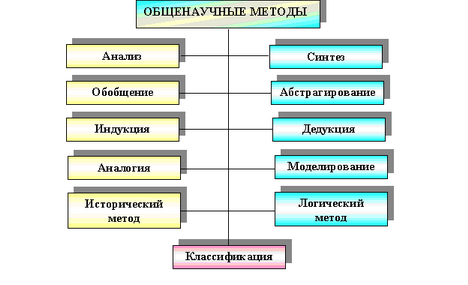 ОБЩЕНАУЧНЫЕ МЕТОДЫ
Анализ
Синтез
Обобщение
Абстрагирование
Индукция
Дедукция
Аналогия
Моделирование
Исторический
метод
Логический
метод
Классификация